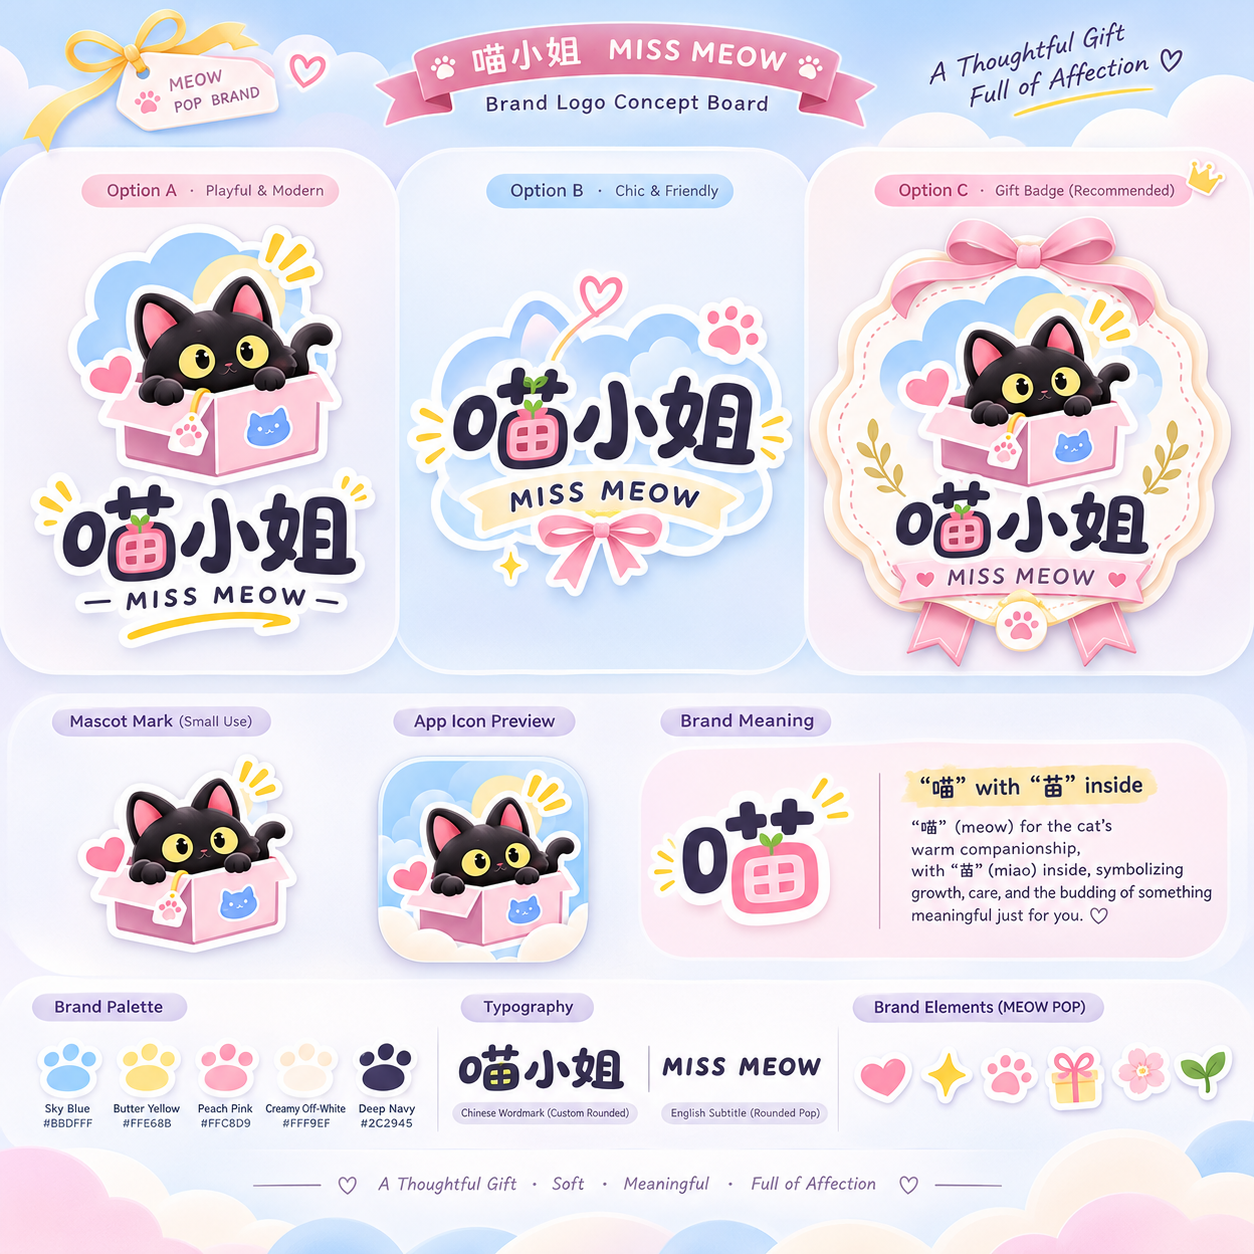 MEOW
POP BRAND
喵小姐 MISS MEOW
Brand Logo Concept Board
A Thoughtful Gift
Full of Affection
Option A · Playful & Modern
喵小姐
MISS MEOW
Option B · Chic & Friendly
喵小姐
MISS MEOW
Option C · Gift Badge (Recommended)
喵小姐
MISS MEOW
Mascot Mark (Small Use)
App Icon Preview
Brand Meaning
喵
“喵” with “苗” inside
“喵” (meow) for the cat's
warm companionship,
with “苗” (miao) inside, symbolizing
growth, care, and the budding of something
meaningful just for you.
Brand Palette
Sky Blue
#BBDFFF
Butter Yellow
#FFE68B
Peach Pink
#FFC8D9
Creamy Off-White
#FFF9EF
Deep Navy
#2C2945
Typography
喵小姐
Chinese Wordmark (Custom Rounded)
MISS MEOW
English Subtitle (Rounded Pop)
Brand Elements (MEOW POP)
A Thoughtful Gift · Soft · Meaningful · Full of Affection